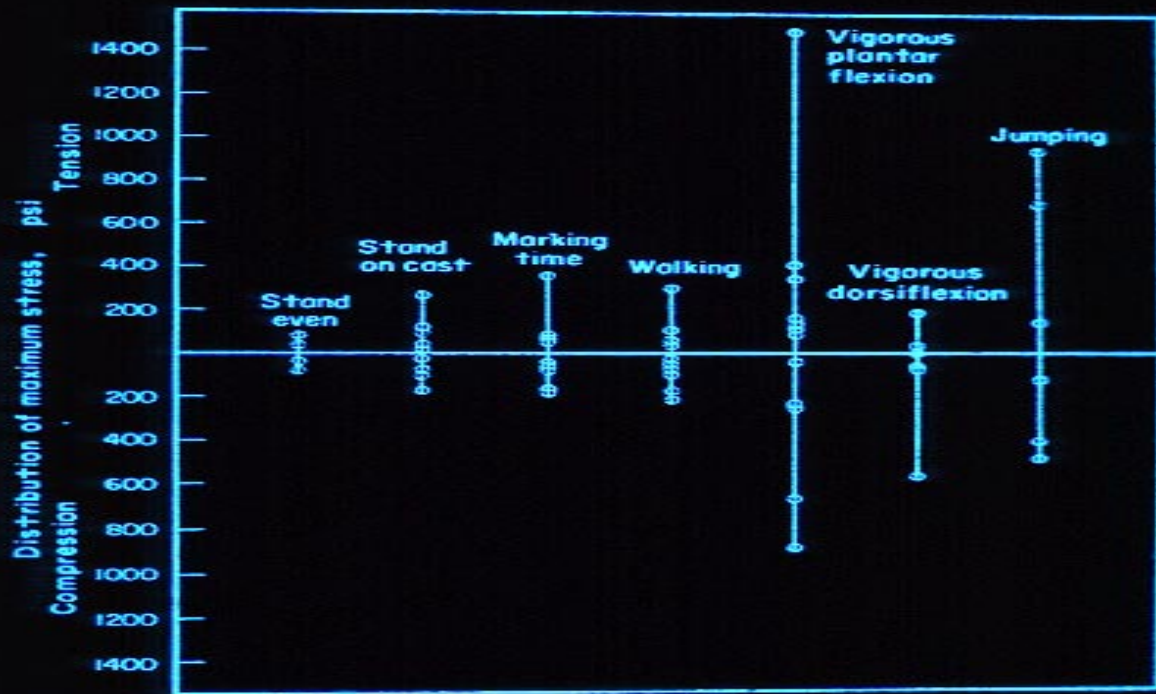 Distribution of maximum stress, psi
Tension
Compression
1400
1200
1000
800
600
400
200
200
400
600
800
1000
1200
1400
Stand
even
Stand
on cast
Marking
time
Walking
Vigorous
plantar
flexion
Vigorous
dorsiflexion
Jumping